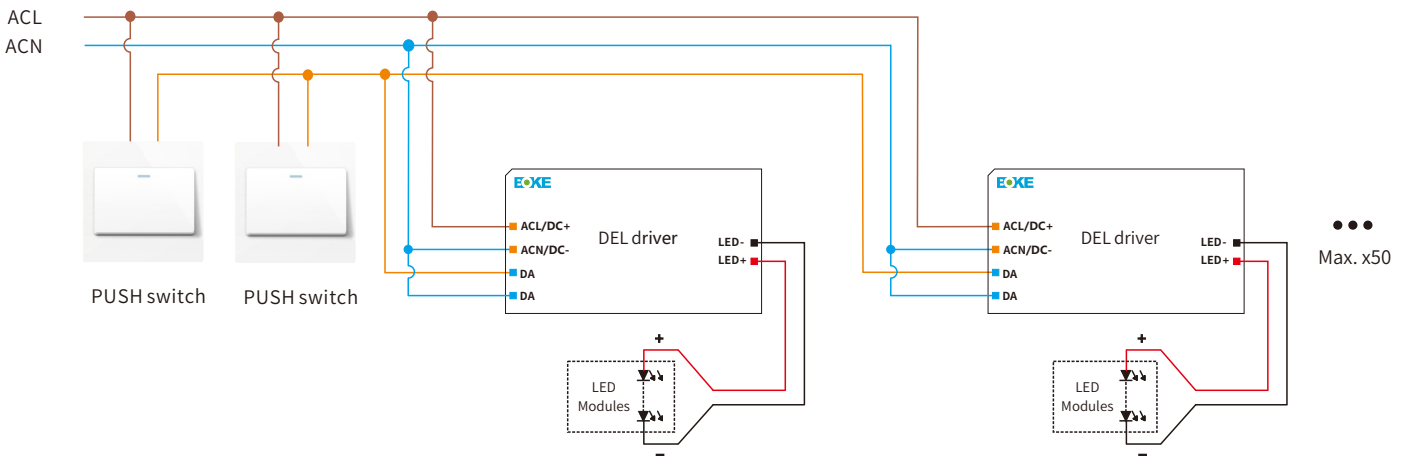 ACL
ACN
PUSH switch
PUSH switch
EOKE
ACL/DC+
ACN/DC-
DA
DA
DEL driver
LED-
LED+
+
LED
Modules
-
EOKE
ACL/DC+
ACN/DC-
DA
DA
DEL driver
LED-
LED+
+
LED
Modules
-
•••
Max. x50